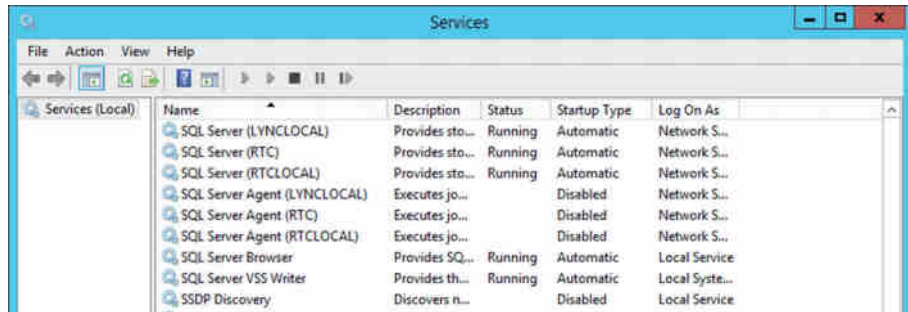 Services
File Action View Help
Services (Local)
Name Description Status Startup Type Log On As
SQL Server (LYNCLOCAL) Provides sto... Running Automatic Network S...
SQL Server (RTC) Provides sto... Running Automatic Network S...
SQL Server (RTCLOCAL) Provides sto... Running Automatic Network S...
SQL Server Agent (LYNCLOCAL) Executes jo... Disabled Network S...
SQL Server Agent (RTC) Executes jo... Disabled Network S...
SQL Server Agent (RTCLOCAL) Executes jo... Disabled Network S...
SQL Server Browser Provides SQ... Running Automatic Local Service
SQL Server VSS Writer Provides th... Running Automatic Local Syste...
SSDP Discovery Discovers n... Disabled Local Service